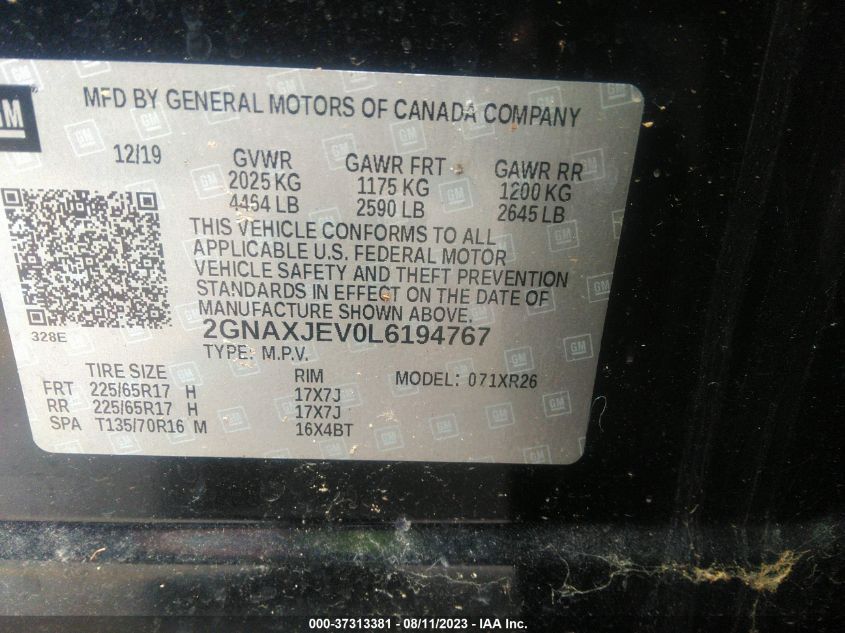 GM
MFD BY GENERAL MOTORS OF CANADA COMPANY
12/19 GVWR GAWR FRT GAWR RR
2025 KG 1175 KG 1200 KG
4454 LB 2590 LB 2645 LB
THIS VEHICLE CONFORMS TO ALL
APPLICABLE U.S. FEDERAL MOTOR
VEHICLE SAFETY AND THEFT PREVENTION
STANDARDS IN EFFECT ON THE DATE OF
MANUFACTURE SHOWN ABOVE.
328E
2GNAXJEV0L6194767
TYPE: M.P.V.
TIRE SIZE RIM MODEL: 071XR26
FRT 225/65R17 H 17X7J
RR 225/65R17 H 17X7J
SPA T135/70R16 M 16X4BT
000-37313381 - 08/11/2023 - IAA Inc.